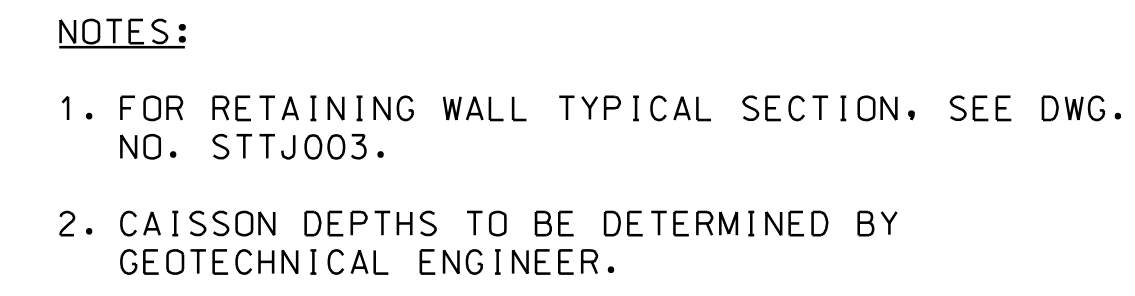 NOTES:
1. FOR RETAINING WALL TYPICAL SECTION, SEE DWG.
NO. STTJ003.
2. CAISSON DEPTHS TO BE DETERMINED BY
GEOTECHNICAL ENGINEER.